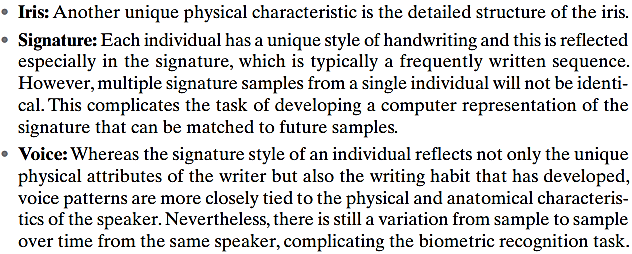 • Iris: Another unique physical characteristic is the detailed structure of the iris.
• Signature: Each individual has a unique style of handwriting and this is reflected
especially in the signature, which is typically a frequently written sequence.
However, multiple signature samples from a single individual will not be identi-
cal. This complicates the task of developing a computer representation of the
signature that can be matched to future samples.
• Voice: Whereas the signature style of an individual reflects not only the unique
physical attributes of the writer but also the writing habit that has developed,
voice patterns are more closely tied to the physical and anatomical characteris-
tics of the speaker. Nevertheless, there is still a variation from sample to sample
over time from the same speaker, complicating the biometric recognition task.